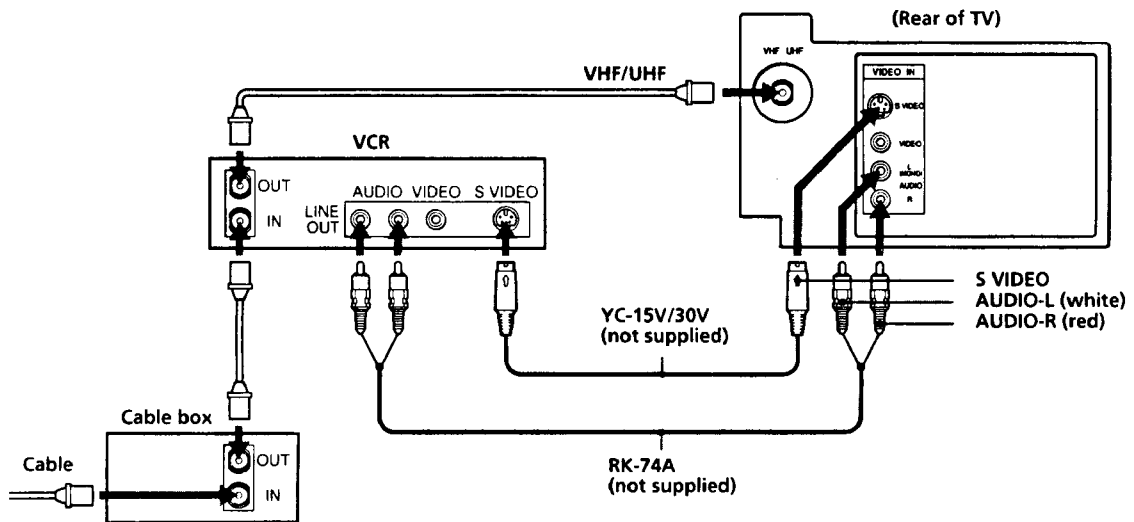 (Rear of TV)
VHF UHF
VIDEO IN
S VIDEO
VIDEO
L
(MONO)
AUDIO
R
VHF/UHF
VCR
OUT
IN
AUDIO VIDEO S VIDEO
LINE
OUT
S VIDEO
AUDIO-L (white)
AUDIO-R (red)
YC-15V/30V
(not supplied)
Cable box
OUT
IN
Cable
RK-74A
(not supplied)